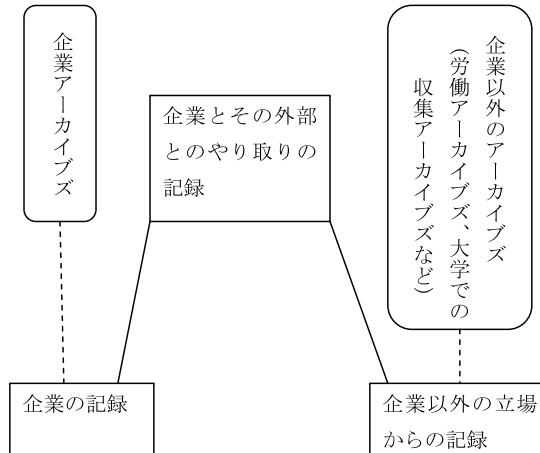 企業アーカイブズ
企業とその外部
とのやり取りの
記録
企業以外のアーカイブズ
(労働アーカイブズ、大学での
収集アーカイブズなど)
企業の記録
企業以外の立場
からの記録